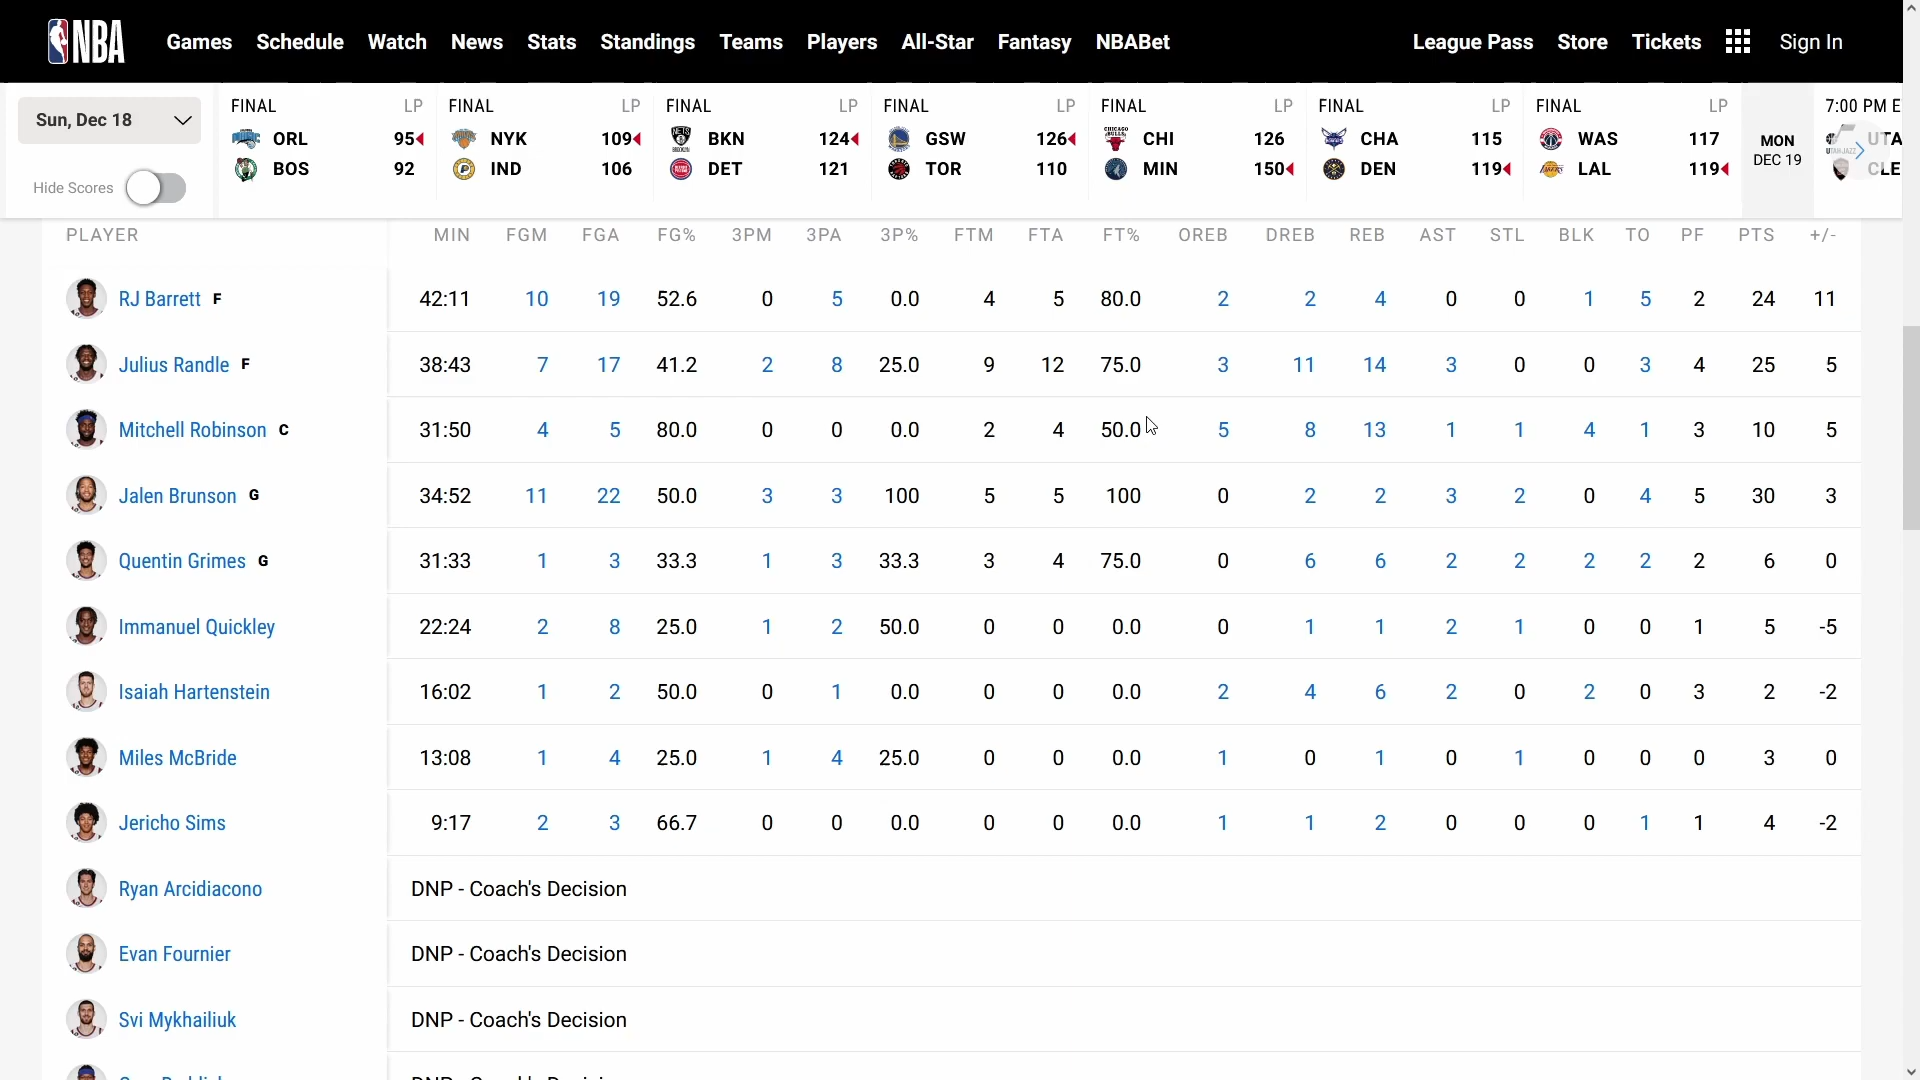 NBA Games Schedule Watch News Stats Standings Teams Players All-Star Fantasy NBABet League Pass Store Tickets Sign In
Sun, Dec 18
Hide Scores
FINAL LP
ORL 95
BOS 92
FINAL LP
NYK 109
IND 106
FINAL LP
BKN 124
DET 121
FINAL LP
GSW 126
TOR 110
FINAL LP
CHI 126
MIN 150
FINAL LP
CHA 115
DEN 119
FINAL LP
WAS 117
LAL 119
MON
DEC 19
7:00 PM E
UTA
CLE
PLAYER MIN FGM FGA FG% 3PM 3PA 3P% FTM FTA FT% OREB DREB REB AST STL BLK TO PF PTS +/-
RJ Barrett F 42:11 10 19 52.6 0 5 0.0 4 5 80.0 2 2 4 0 0 1 5 2 24 11
Julius Randle F 38:43 7 17 41.2 2 8 25.0 9 12 75.0 3 11 14 3 0 0 3 4 25 5
Mitchell Robinson C 31:50 4 5 80.0 0 0 0.0 2 4 50.0 5 8 13 1 1 4 1 3 10 5
Jalen Brunson G 34:52 11 22 50.0 3 3 100 5 5 100 0 2 2 3 2 0 4 5 30 3
Quentin Grimes G 31:33 1 3 33.3 1 3 33.3 3 4 75.0 0 6 6 2 2 2 2 2 6 0
Immanuel Quickley 22:24 2 8 25.0 1 2 50.0 0 0 0.0 0 1 1 2 1 0 0 1 5 -5
Isaiah Hartenstein 16:02 1 2 50.0 0 1 0.0 0 0 0.0 2 4 6 2 0 2 0 3 2 -2
Miles McBride 13:08 1 4 25.0 1 4 25.0 0 0 0.0 1 0 1 0 1 0 0 0 3 0
Jericho Sims 9:17 2 3 66.7 0 0 0.0 0 0 0.0 1 1 2 0 0 0 1 1 4 -2
Ryan Arcidiacono DNP - Coach's Decision
Evan Fournier DNP - Coach's Decision
Svi Mykhailiuk DNP - Coach's Decision